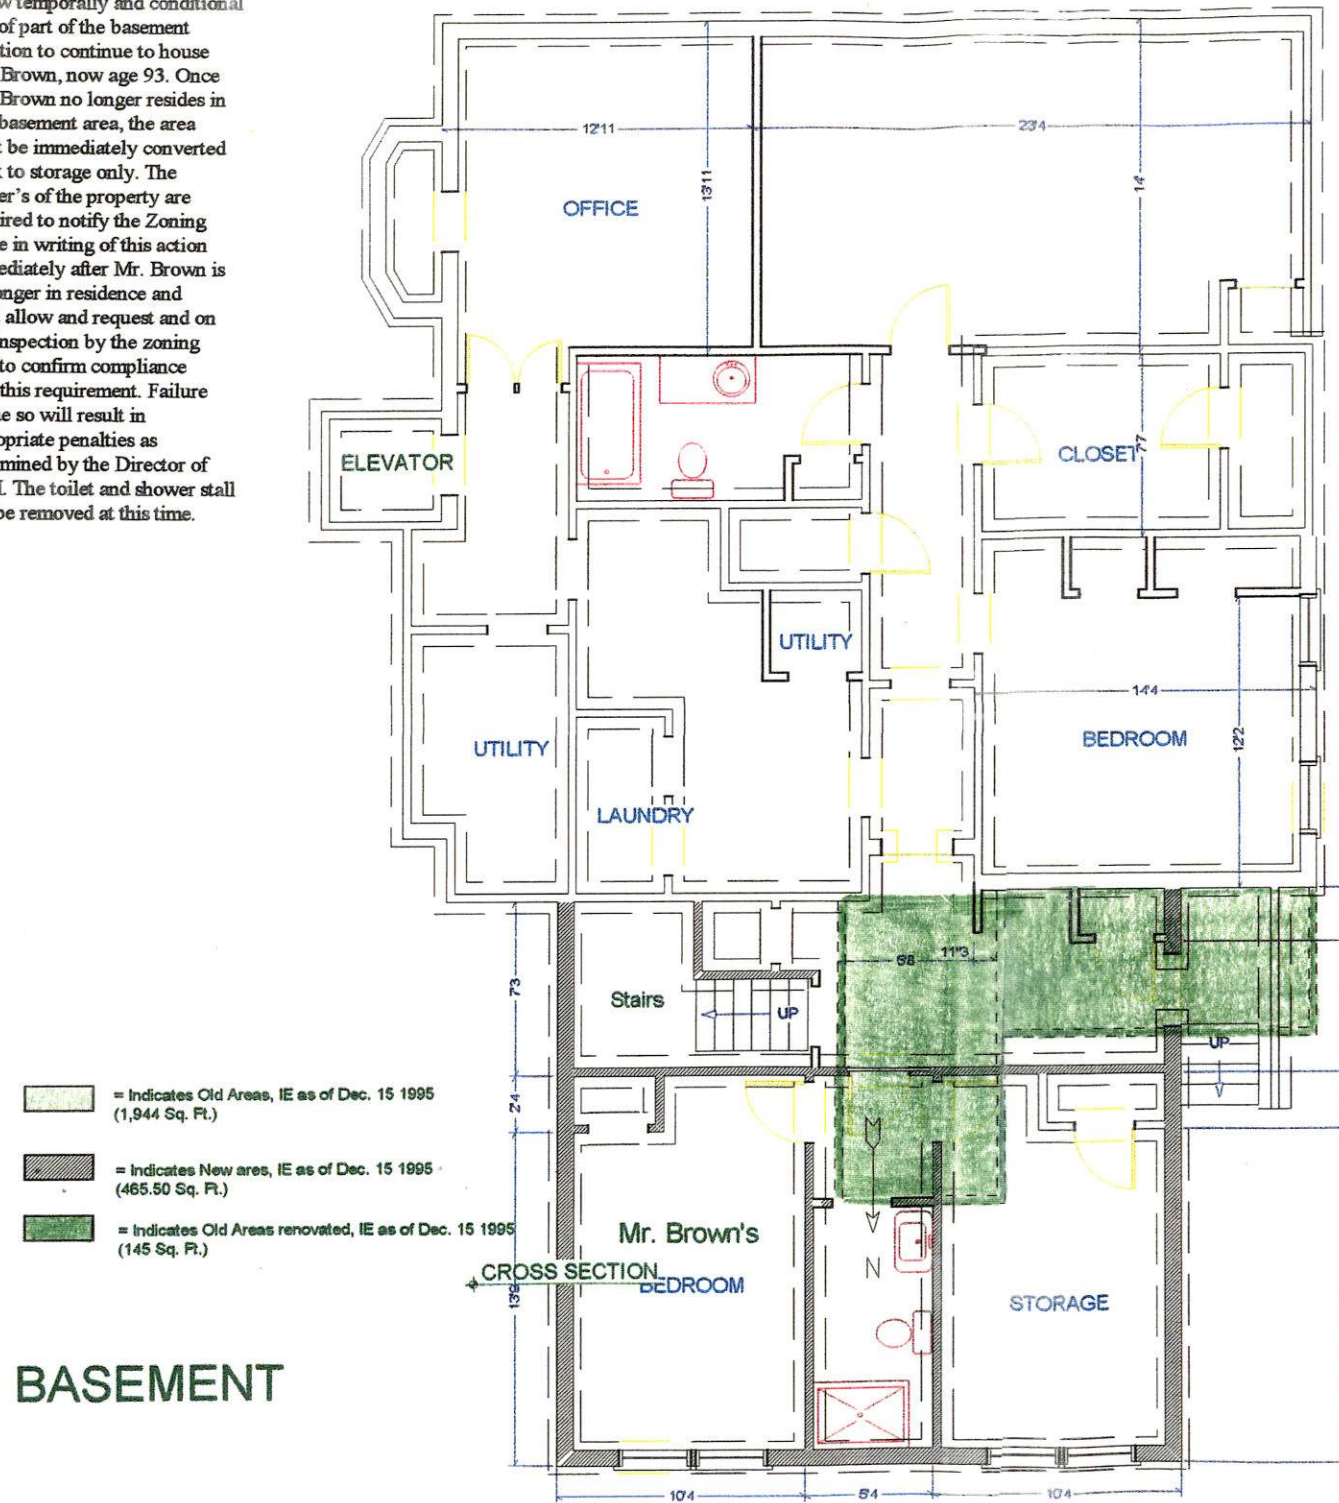 temporally and conditional
of part of the basement
tion to continue to house
Brown, now age 93. Once
Brown no longer resides in
basement area, the area
be immediately converted
to storage only. The
er's of the property are
ired to notify the Zoning
e in writing of this action
ediately after Mr. Brown is
onger in residence and
allow and request and on
nspection by the zoning
to confirm compliance
this requirement. Failure
e so will result in
opriate penalties as
mined by the Director of
The toilet and shower stall
be removed at this time.
12'11
23'4
13'11
14'
OFFICE
ELEVATOR
CLOSET
7'7
UTILITY
14'4
BEDROOM
12'2
UTILITY
LAUNDRY
11'3
7'3
Stairs
UP
UP
2'4
= Indicates Old Areas, IE as of Dec. 15 1995
(1,944 Sq. Ft.)
= Indicates New ares, IE as of Dec. 15 1995
(465.50 Sq. Ft.)
= Indicates Old Areas renovated, IE as of Dec. 15 1995
(145 Sq. Ft.)
Mr. Brown's
BEDROOM
CROSS SECTION
13'9
N
STORAGE
BASEMENT
10'4
10'4